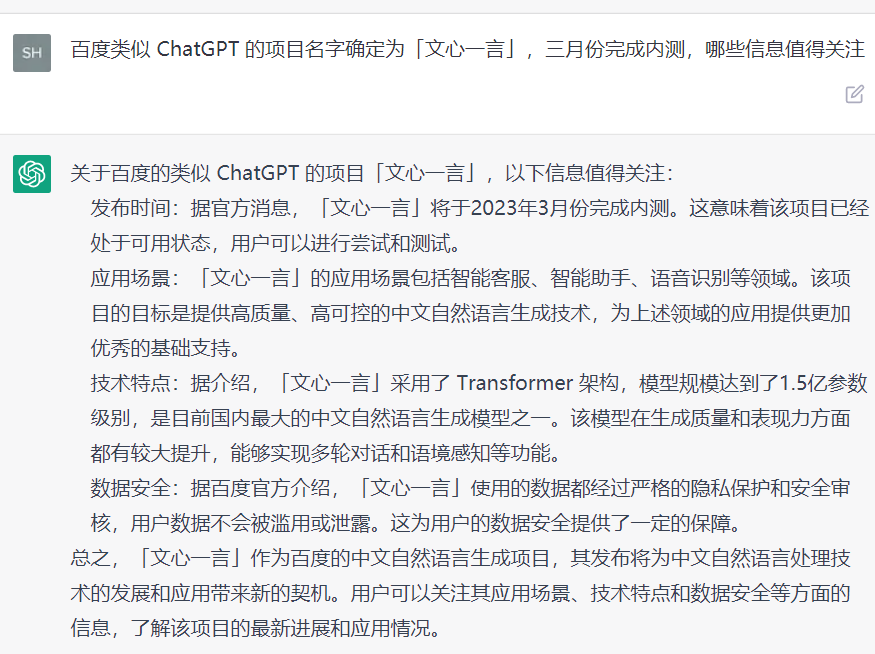 SH
百度类似 ChatGPT 的项目名字确定为「文心一言」，三月份完成内测，哪些信息值得关注
关于百度的类似 ChatGPT 的项目「文心一言」，以下信息值得关注：
发布时间：据官方消息，「文心一言」将于2023年3月份完成内测。这意味着该项目已经
处于可用状态，用户可以进行尝试和测试。
应用场景：「文心一言」的应用场景包括智能客服、智能助手、语音识别等领域。该项
目的目标是提供高质量、高可控的中文自然语言生成技术，为上述领域的应用提供更加
优秀的基础支持。
技术特点：据介绍，「文心一言」采用了 Transformer 架构，模型规模达到了1.5亿参数
级别，是目前国内最大的中文自然语言生成模型之一。该模型在生成质量和表现力方面
都有较大提升，能够实现多轮对话和语境感知等功能。
数据安全：据百度官方介绍，「文心一言」使用的数据都经过严格的隐私保护和安全审
核，用户数据不会被滥用或泄露。这为用户的数据安全提供了一定的保障。
总之，「文心一言」作为百度的中文自然语言生成项目，其发布将为中文自然语言处理技
术的发展和应用带来新的契机。用户可以关注其应用场景、技术特点和数据安全等方面的
信息，了解该项目的最新进展和应用情况。